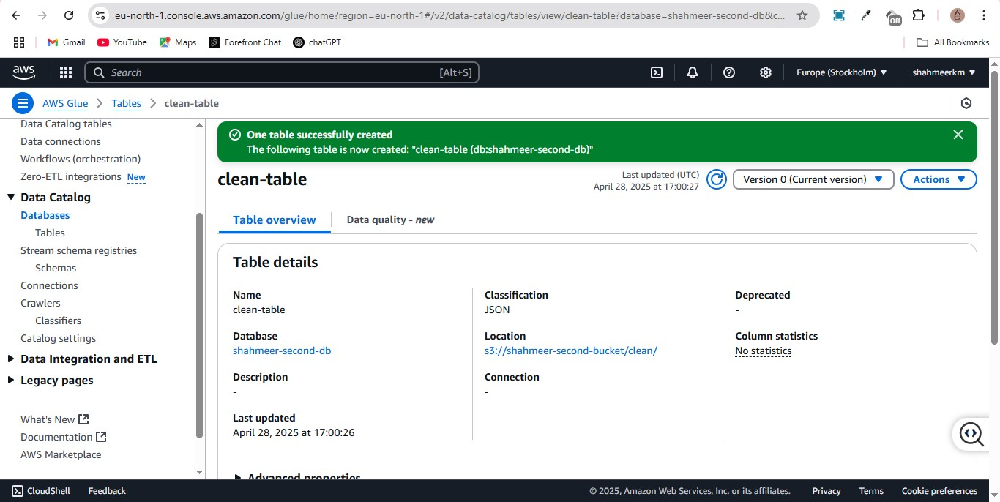 eu-north-1.console.aws.amazon.com/glue/home?region=eu-north-1#/v2/data-catalog/tables/view/clean-table?database=shahmeer-second-db&c...
Off
Gmail
YouTube
Maps
Forefront Chat
chatGPT
All Bookmarks
aws
Search
[Alt+S]
Europe (Stockholm)
shahmeerkm
AWS Glue
Tables
clean-table
Data Catalog tables
Data connections
Workflows (orchestration)
Zero-ETL integrations New
Data Catalog
Databases
Tables
Stream schema registries
Schemas
Connections
Crawlers
Classifiers
Catalog settings
Data Integration and ETL
Legacy pages
What's New
Documentation
AWS Marketplace
One table successfully created
The following table is now created: "clean-table (db:shahmeer-second-db)"
clean-table
Last updated (UTC)
April 28, 2025 at 17:00:27
Version 0 (Current version)
Actions
Table overview
Data quality - new
Table details
Name
clean-table
Database
shahmeer-second-db
Description
-
Last updated
April 28, 2025 at 17:00:26
Classification
JSON
Location
s3://shahmeer-second-bucket/clean/
Connection
-
Deprecated
-
Column statistics
No statistics
Advanced properties
CloudShell
Feedback
© 2025, Amazon Web Services, Inc. or its affiliates.
Privacy
Terms
Cookie preferences